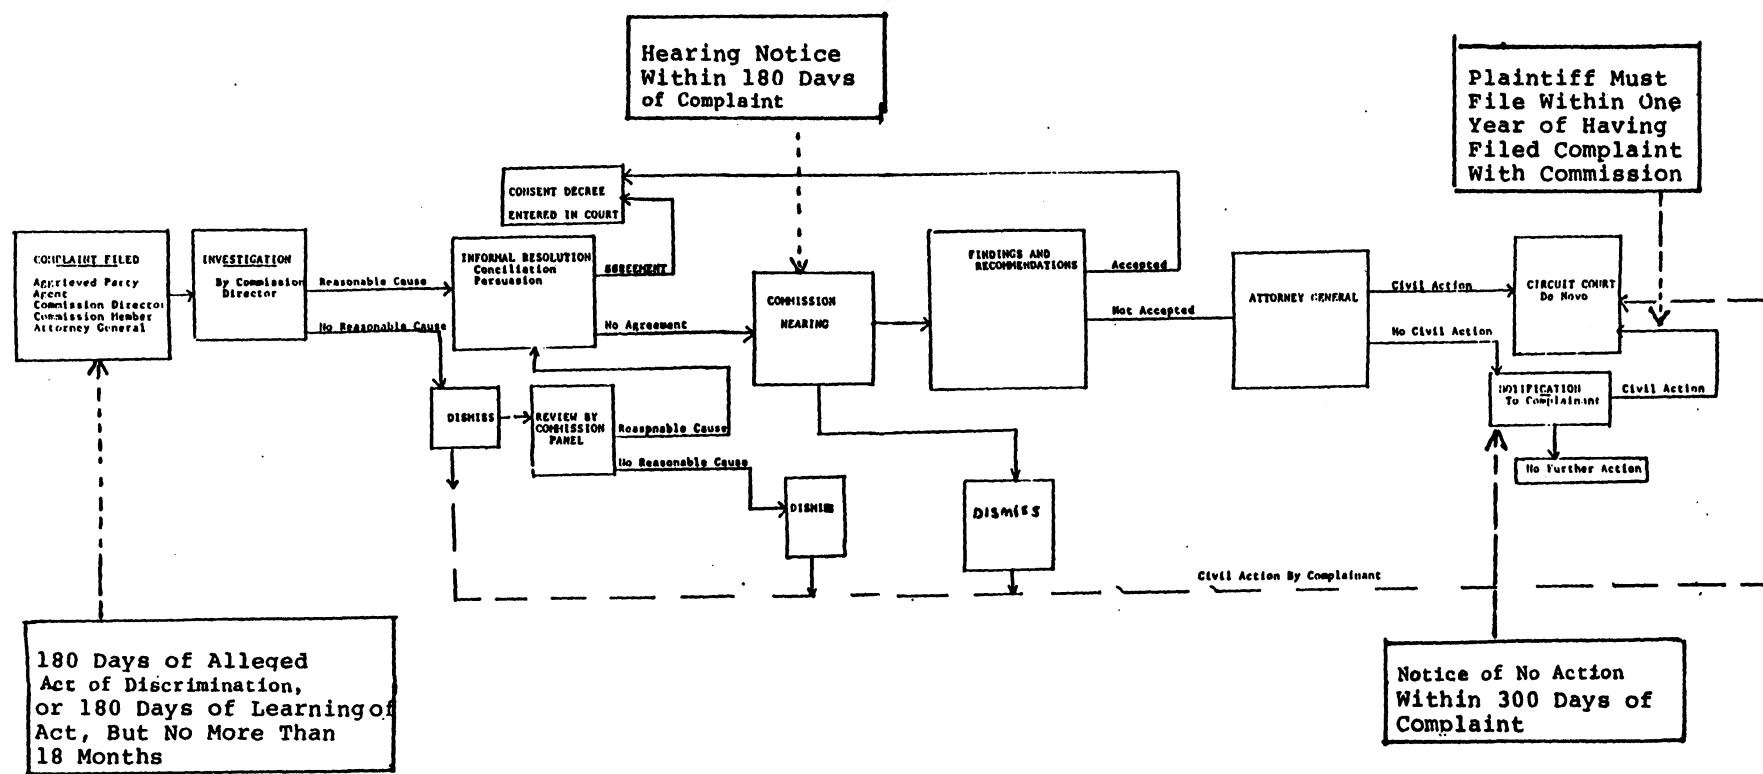 Hearing Notice
Within 180 Days
of Complaint
Plaintiff Must
File Within One
Year of Having
Filed Complaint
With Commission
CONSENT DECREE
ENTERED IN COURT
COMPLAINT FILED
Aggrieved Party
Agent
Commission Director
Commission Member
Attorney General
INVESTIGATION
By Commission
Director
Reasonable Cause
No Reasonable Cause
INFORMAL RESOLUTION
Conciliation
Persuasion
AGREEMENT
No Agreement
COMMISSION
HEARING
FINDINGS AND
RECOMMENDATIONS
Accepted
Not Accepted
ATTORNEY GENERAL
Civil Action
No Civil Action
CIRCUIT COURT
De Novo
NOTIFICATION
To Complainant
Civil Action
No Further Action
DISMISS
REVIEW BY
COMMISSION
PANEL
Reasonable Cause
No Reasonable Cause
DISMISS
DISMISS
Civil Action By Complainant
180 Days of Alleged
Act of Discrimination,
or 180 Days of Learning of
Act, But No More Than
18 Months
Notice of No Action
Within 300 Days of
Complaint